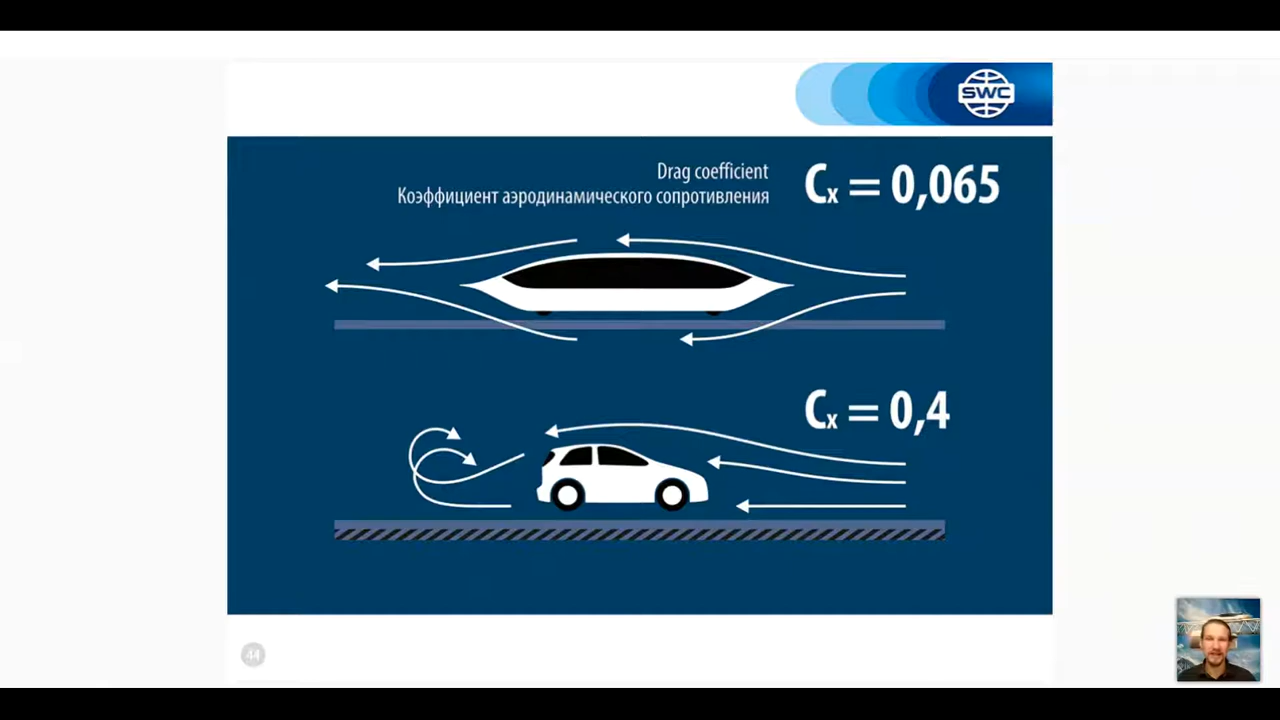 SWC
Drag coefficient
Коэффициент аэродинамического сопротивления
Cx = 0,065
Cx = 0,4
44